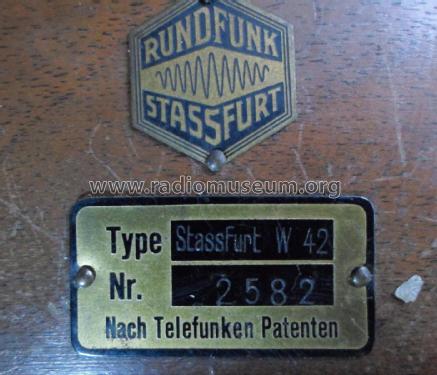 RUNDFUNK
STASSFURT
www.radiomuseum.org
Type Stassfurt W 42
Nr. 2582
Nach Telefunken Patenten